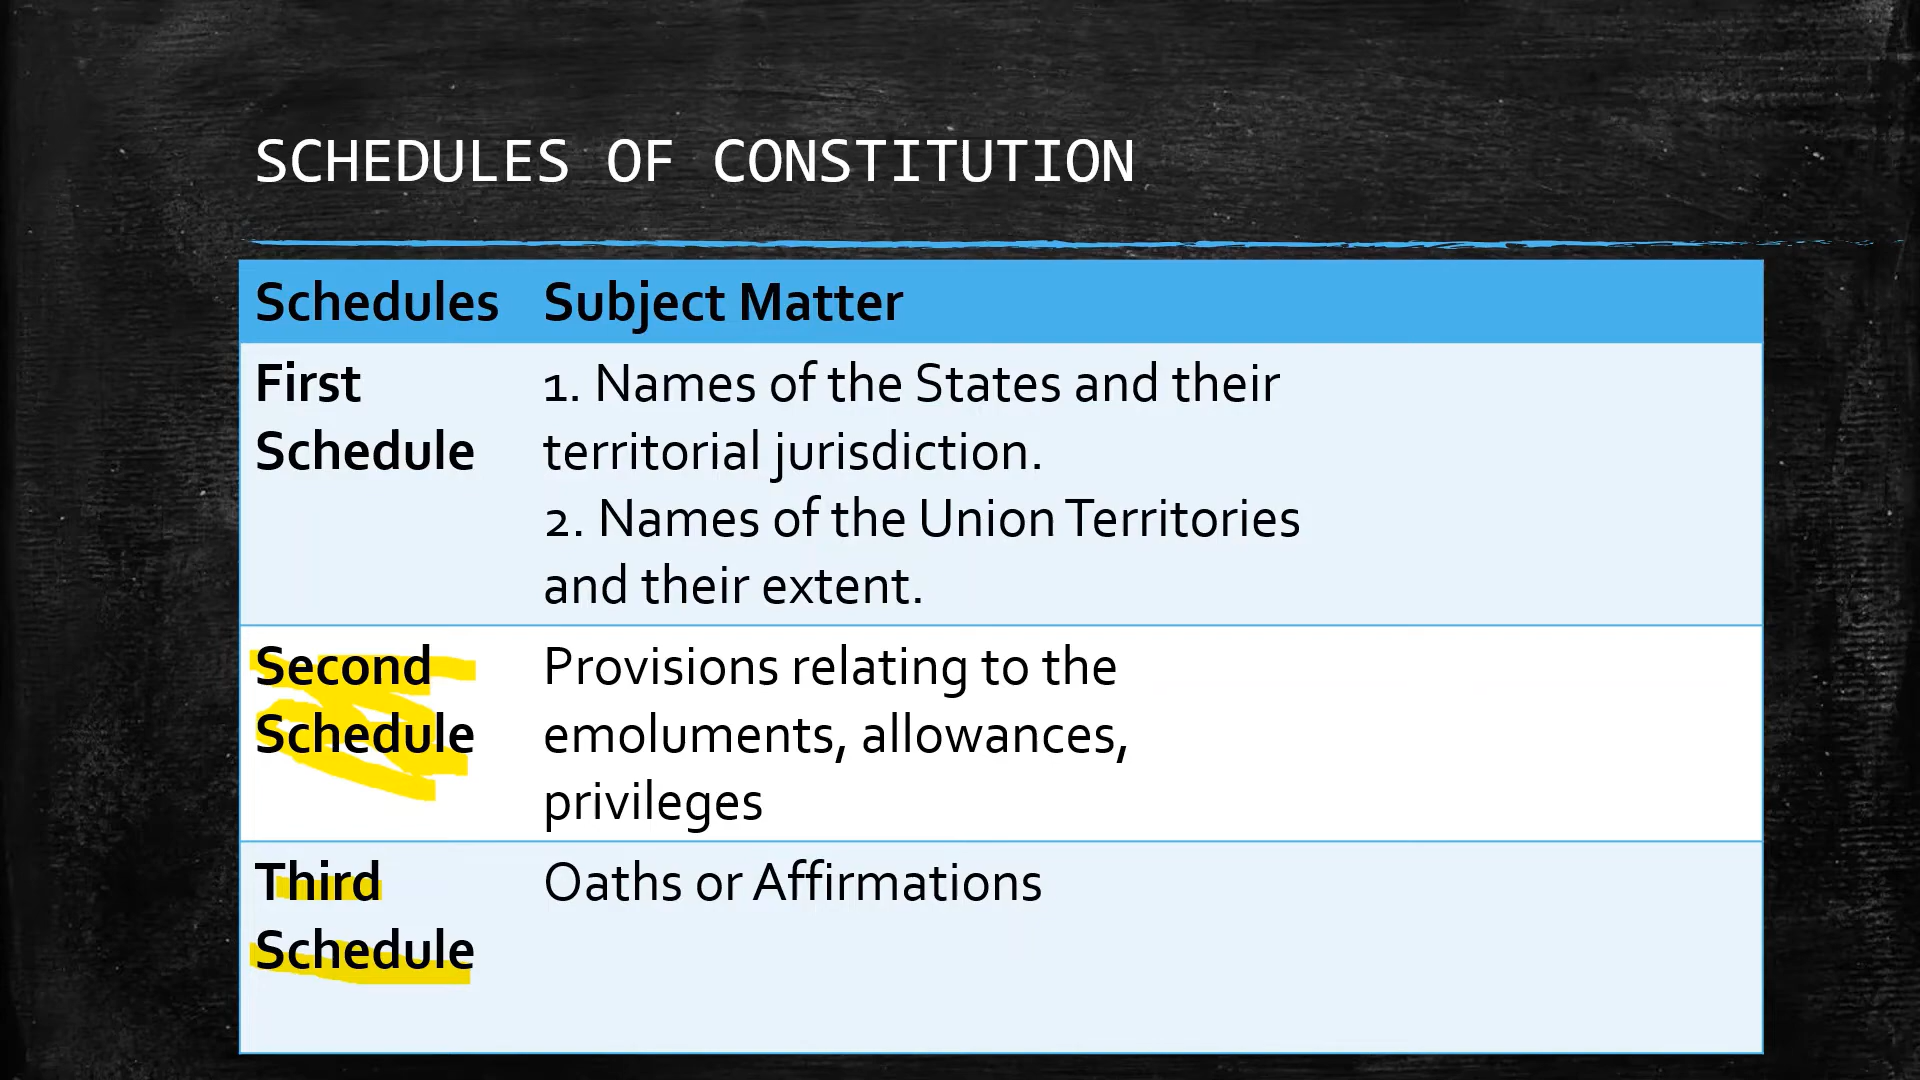 SCHEDULES OF CONSTITUTION
Schedules Subject Matter
First Schedule
1. Names of the States and their
territorial jurisdiction.
2. Names of the Union Territories
and their extent.
Second Schedule
Provisions relating to the
emoluments, allowances,
privileges
Third Schedule
Oaths or Affirmations